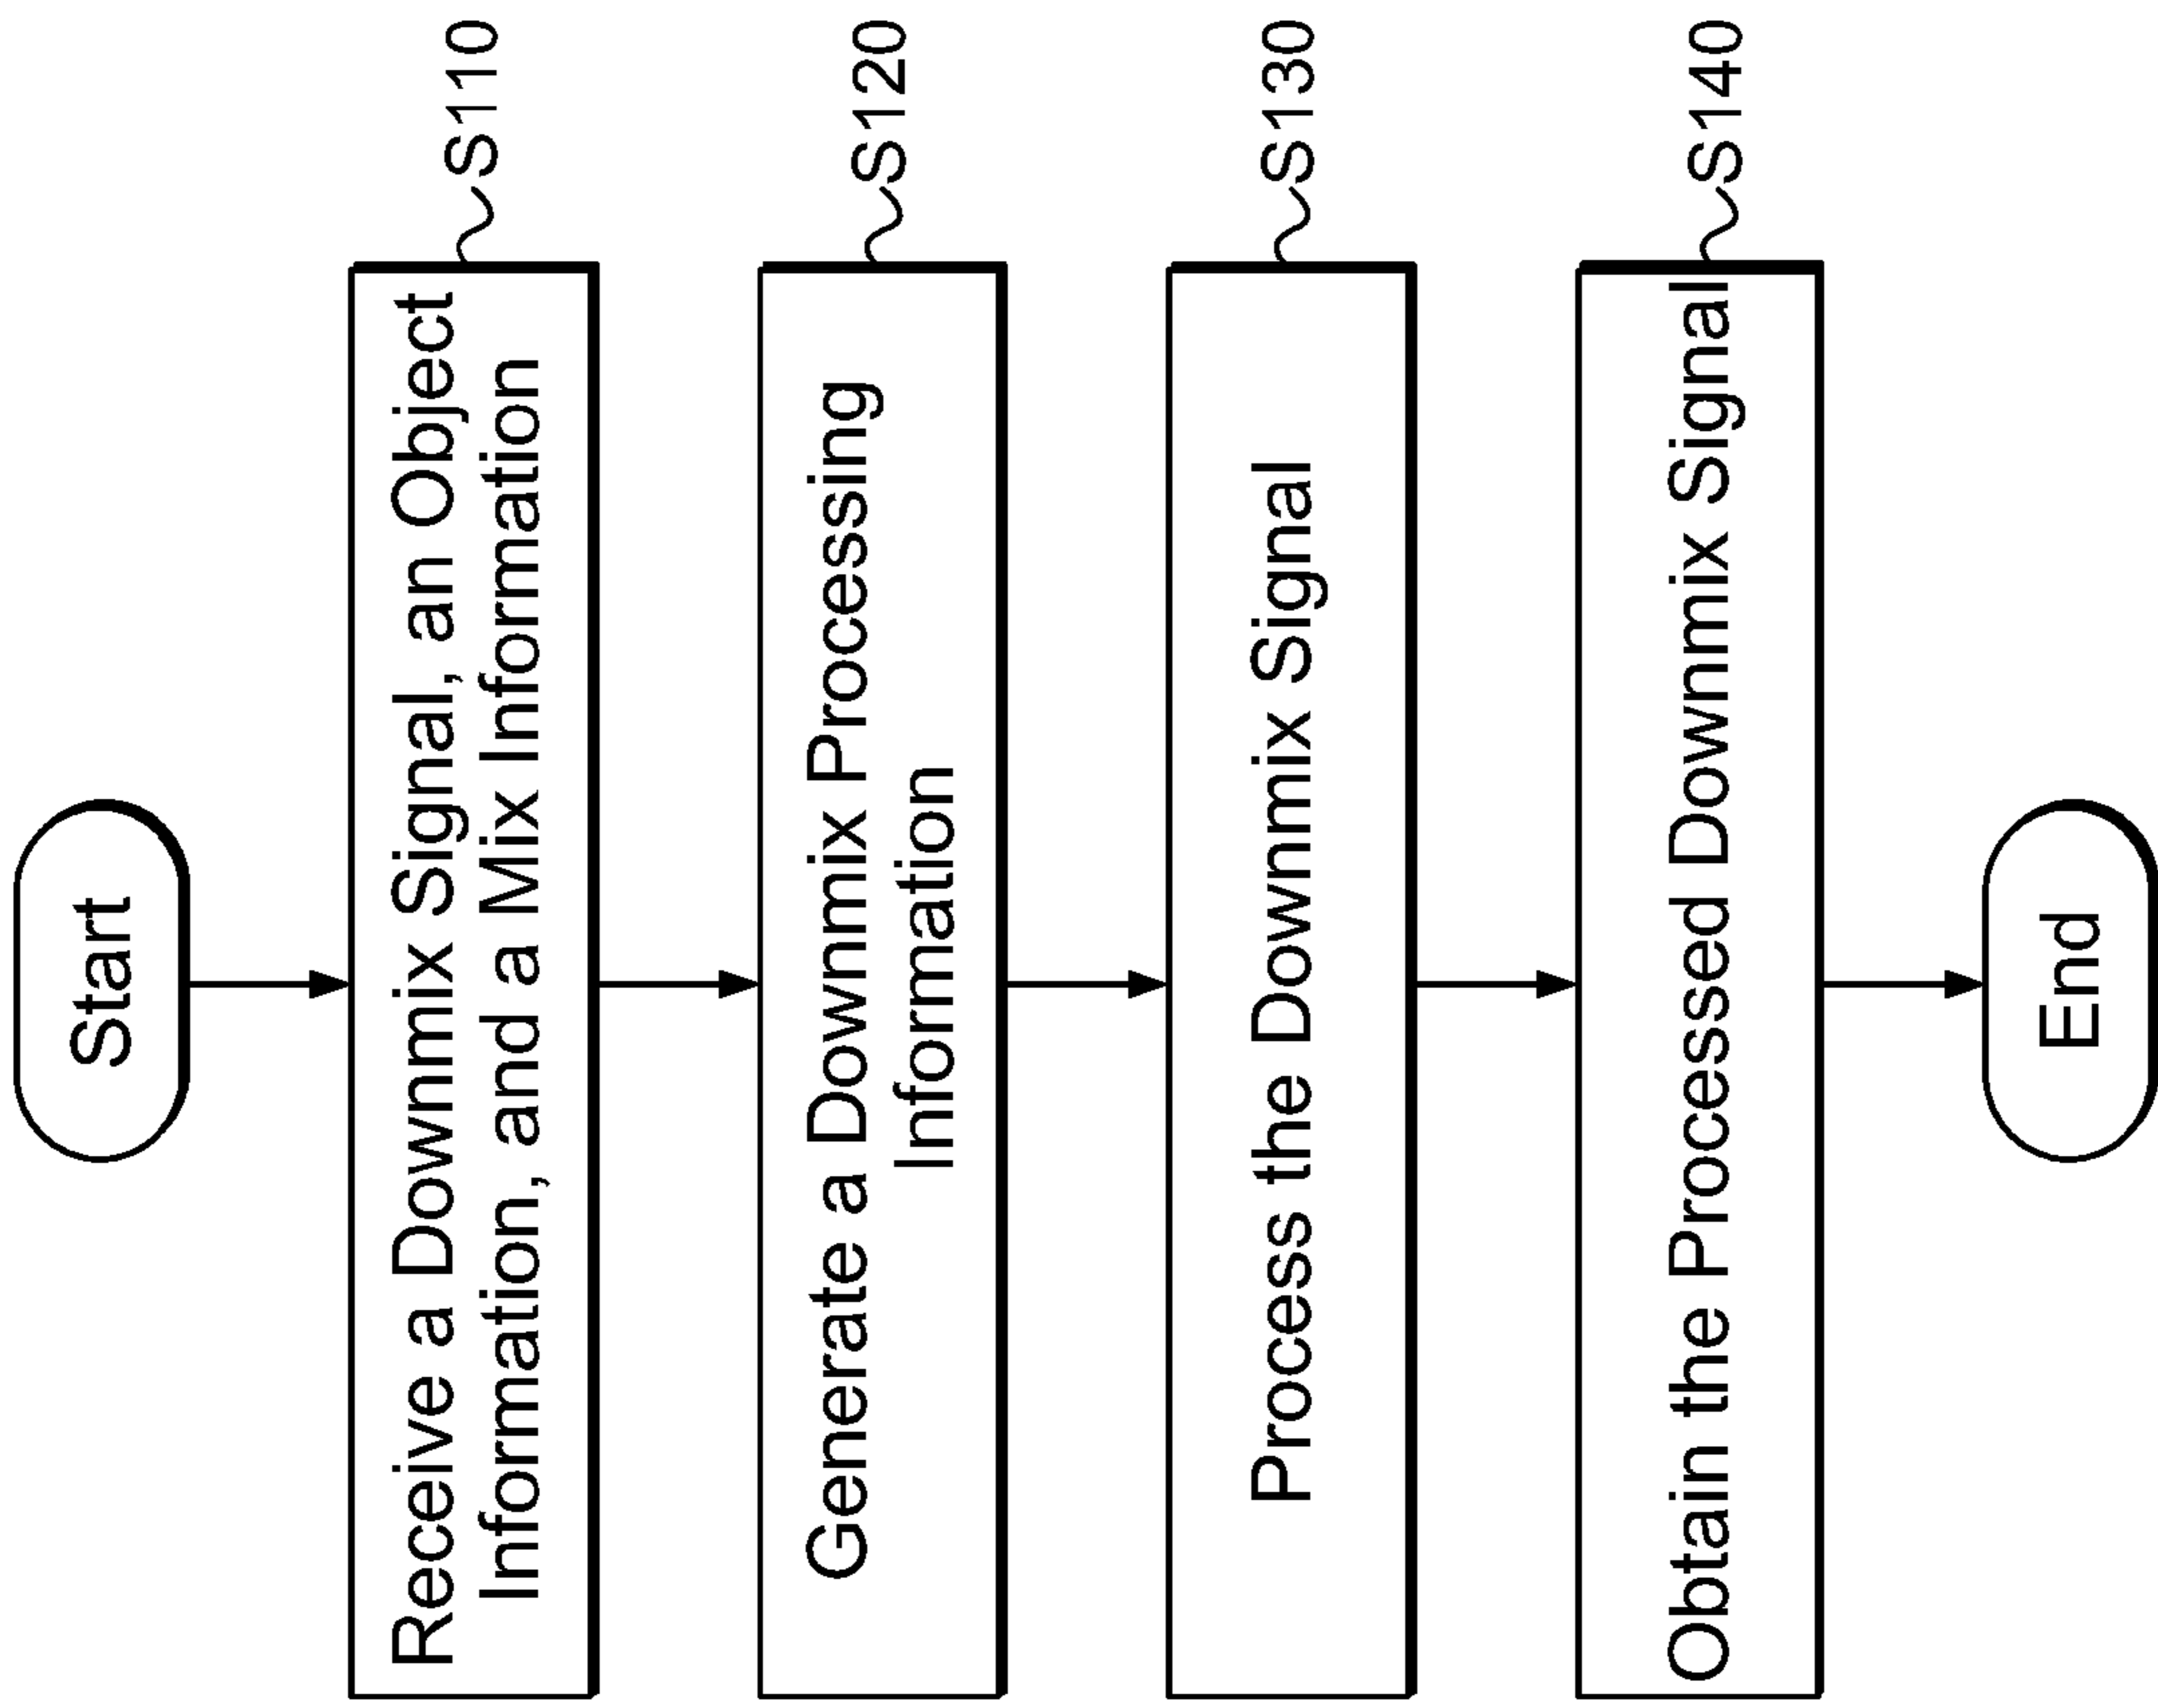 Start
Receive a Downmix Signal, an Object
Information, and a Mix Information
S110
Generate a Downmix Processing
Information
S120
Process the Downmix Signal
S130
Obtain the Processed Downmix Signal
S140
End